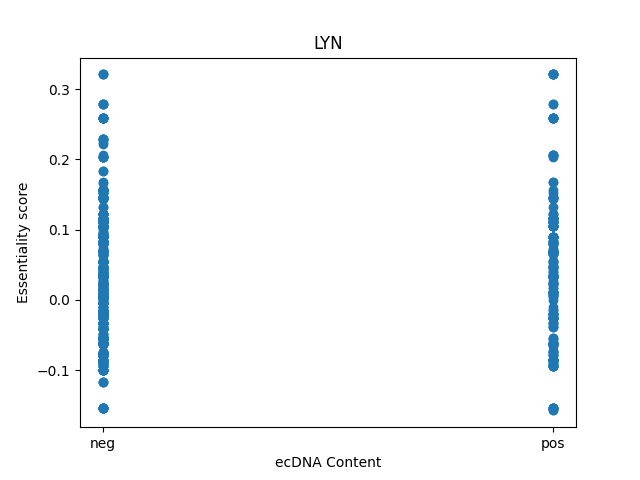 LYN
Essentiality score
0.3
0.2
0.1
0.0
−0.1
neg
pos
ecDNA Content